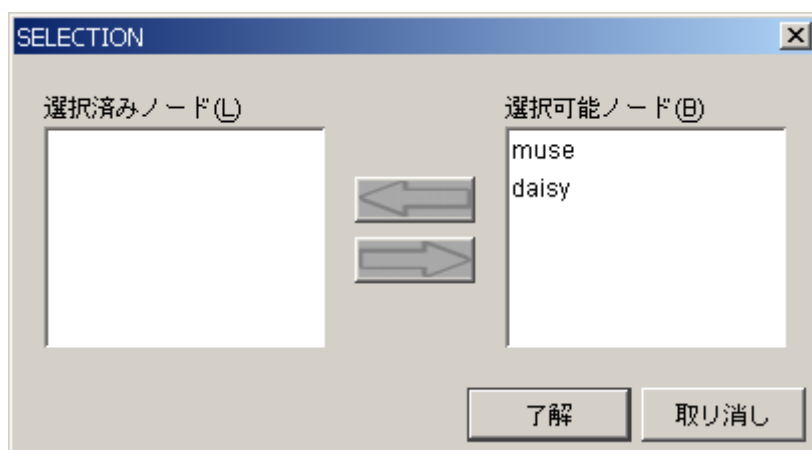 SELECTION
選択済みノード(L)
選択可能ノード(B)
muse
daisy
了解
取り消し